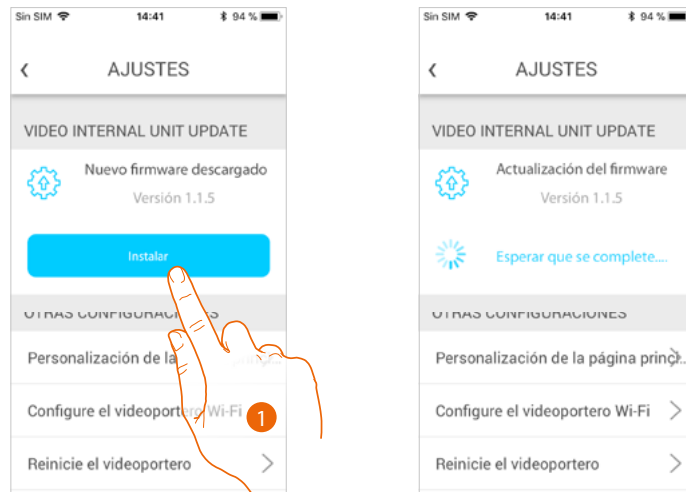 Sin SIM 14:41 94 %
AJUSTES
VIDEO INTERNAL UNIT UPDATE
Nuevo firmware descargado
Versión 1.1.5
Instalar
OTRAS CONFIGURACI S
Personalización de la
Configure el videoportero Wi-Fi
1
Reinicie el videoportero
Sin SIM 14:41 94 %
AJUSTES
VIDEO INTERNAL UNIT UPDATE
Actualización del firmware
Versión 1.1.5
Esperar que se complete....
OTRAS CONFIGURACIONES
Personalización de la página princi..
Configure el videoportero Wi-Fi
Reinicie el videoportero